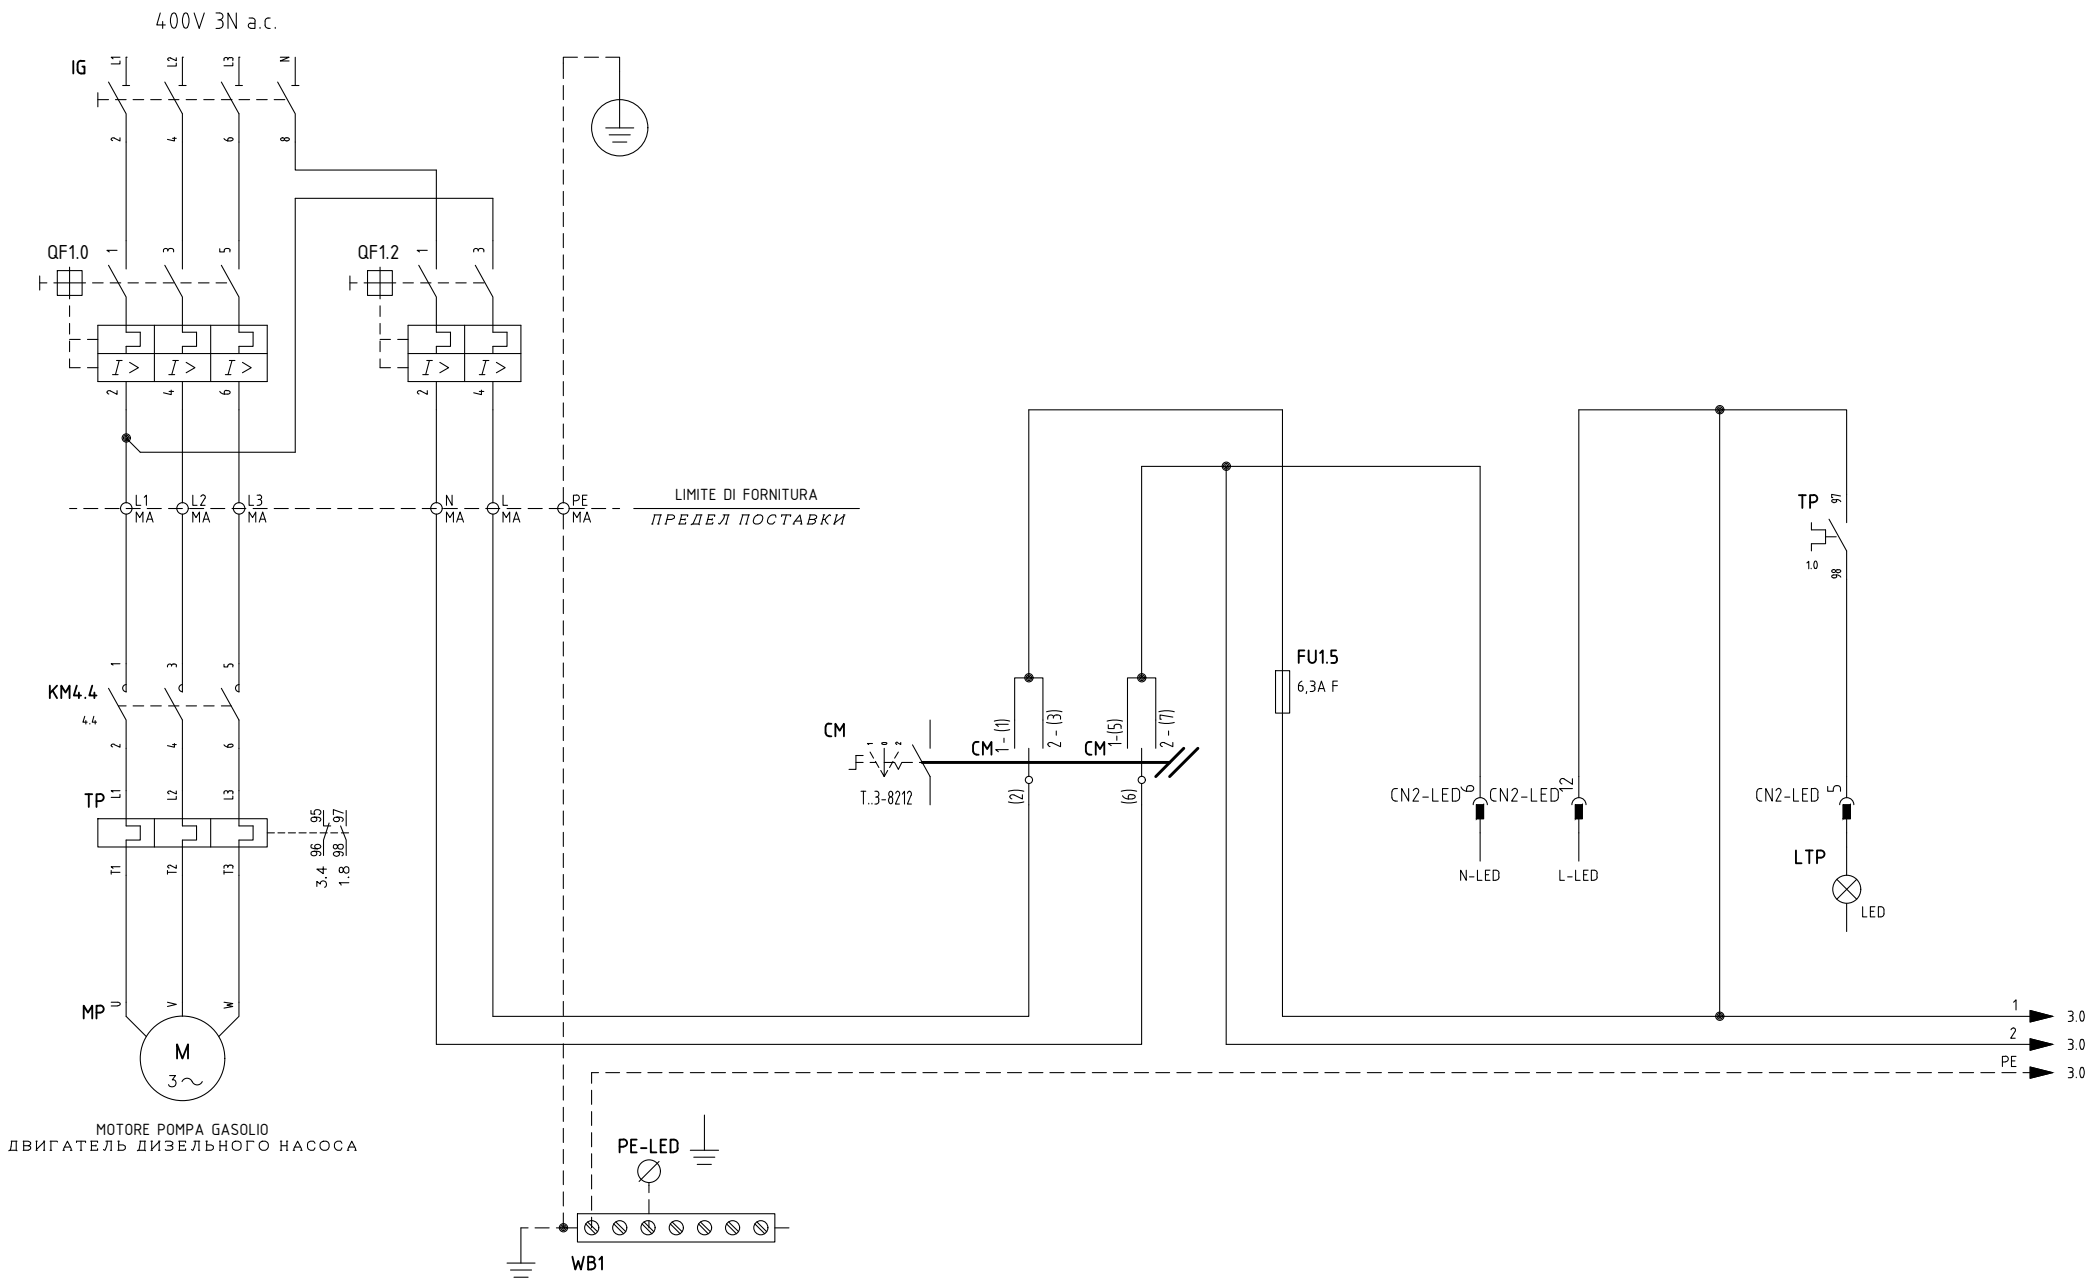 400V 3N a.c.
IG
L1
L2
L3
N
2
4
6
8
QF1.0
1
3
5
QF1.2
1
3
I >
I >
I >
I >
I >
2
4
6
2
4
L1
MA
L2
MA
L3
MA
N
MA
L
MA
PE
MA
LIMITE DI FORNITURA
ПРЕДЕЛ ПОСТАВКИ
TP
97
98
1.0
KM4.4
4.4
1
3
5
2
4
6
FU1.5
6,3A F
CM
1 0 2
T..3-8212
CM
1 - (1)
2 - (3)
(2)
CM
1-(5)
2 - (7)
(6)
TP
L1
L2
L3
T1
T2
T3
95
96
3.4
97
98
1.8
CN2-LED
6
N-LED
CN2-LED
12
L-LED
CN2-LED
5
LTP
LED
MP
U
V
W
M
3~
MOTORE POMPA GASOLIO
ДВИГАТЕЛЬ ДИЗЕЛЬНОГО НАСОСА
1
3.0
2
3.0
PE
3.0
PE-LED
WB1